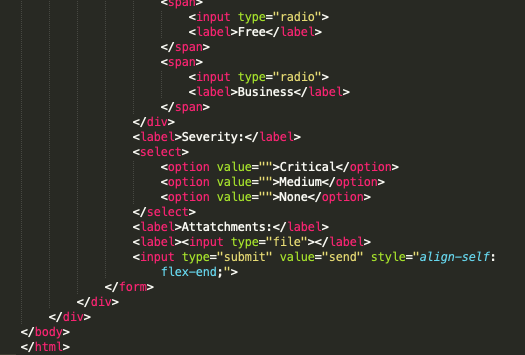 <span>
<input type="radio">
<label>Free</label>
</span>
<span>
<input type="radio">
<label>Business</label>
</span>
</div>
<label>Severity:</label>
<select>
<option value="">Critical</option>
<option value="">Medium</option>
<option value="">None</option>
</select>
<label>Attatchments:</label>
<label><input type="file"></label>
<input type="submit" value="send" style="align-self:
flex-end;">
</form>
</div>
</div>
</body>
</html>